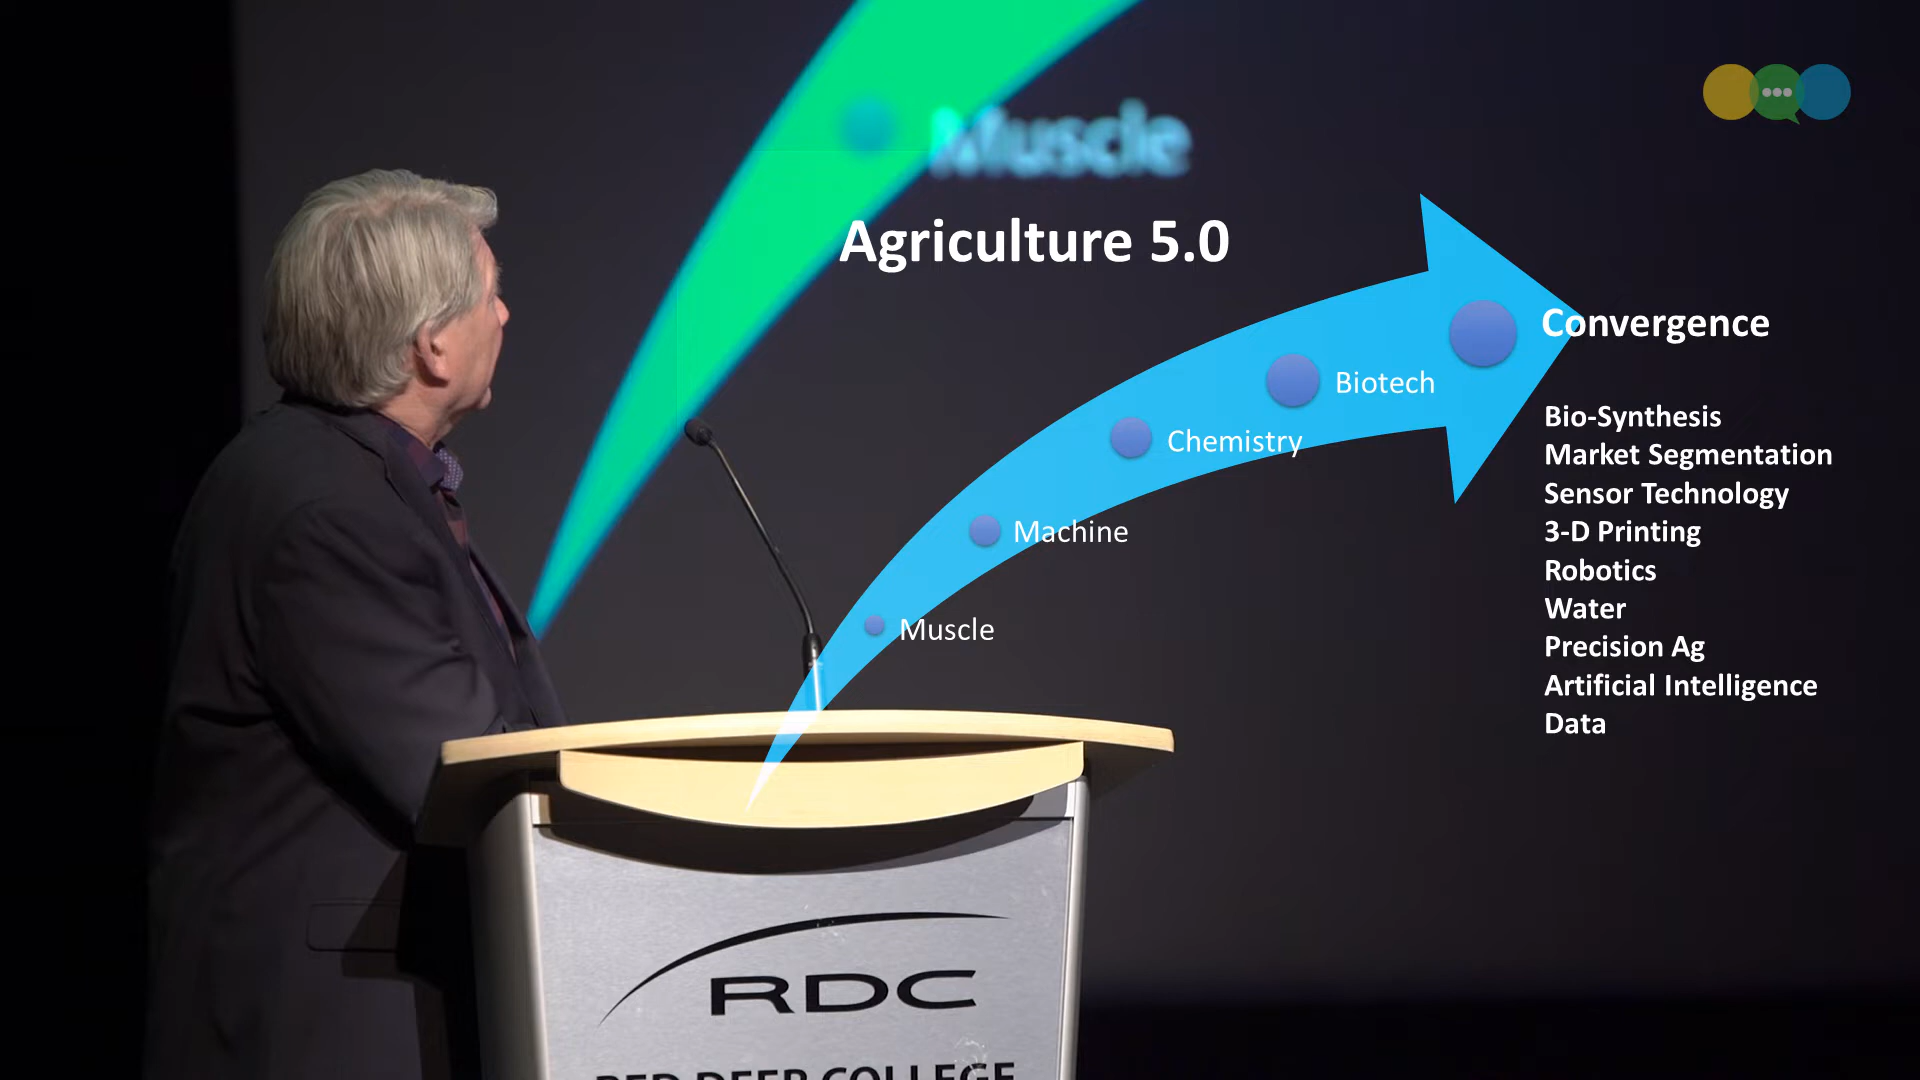 Muscle
Agriculture 5.0
Convergence
Biotech
Chemistry
Machine
Muscle
Bio-Synthesis
Market Segmentation
Sensor Technology
3-D Printing
Robotics
Water
Precision Ag
Artificial Intelligence
Data
RDC
RED DEER COLLEGE